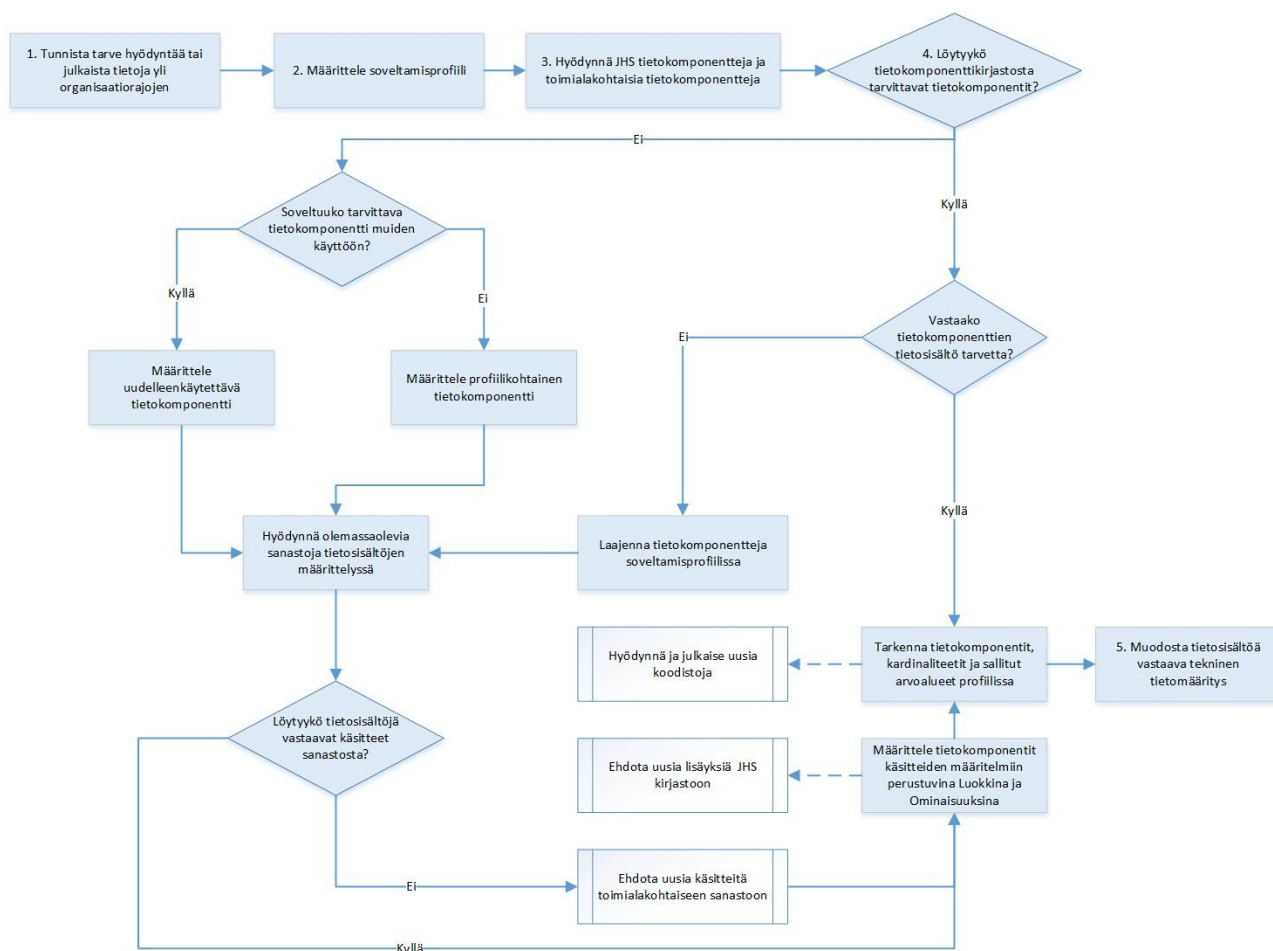 1. Tunnista tarve hyödyntää tai
julkaista tietoja yli
organisaatiorajojen
2. Määrittele soveltamisprofiili
3. Hyödynnä JHS tietokomponentteja ja
toimialakohtaisia tietokomponentteja
4. Löytyykö
tietokomponenttikirjastosta
tarvittavat tietokomponentit?
Ei
Kyllä
Soveltuuko tarvittava
tietokomponentti muiden
käyttöön?
Kyllä
Ei
Vastaako
tietokomponenttien
tietosisältö tarvetta?
Ei
Kyllä
Määrittele
uudelleenkäytettävä
tietokomponentti
Määrittele profiilikohtainen
tietokomponentti
Hyödynnä olemassaolevia
sanastoja tietosisältöjen
määrittelyssä
Laajenna tietokomponentteja
soveltamisprofiilissa
Hyödynnä ja julkaise uusia
koodistoja
Tarkenna tietokomponentit,
kardinaliteetit ja sallitut
arvoalueet profiilissa
5. Muodosta tietosisältöä
vastaava tekninen
tietomääritys
Löytyykö tietosisältöjä
vastaavat käsitteet
sanastosta?
Ehdota uusia lisäyksiä JHS
kirjastoon
Määrittele tietokomponentit
käsitteiden määritelmiin
perustuvina Luokkina ja
Ominaisuuksina
Ei
Ehdota uusia käsitteitä
toimialakohtaiseen sanastoon
Kyllä